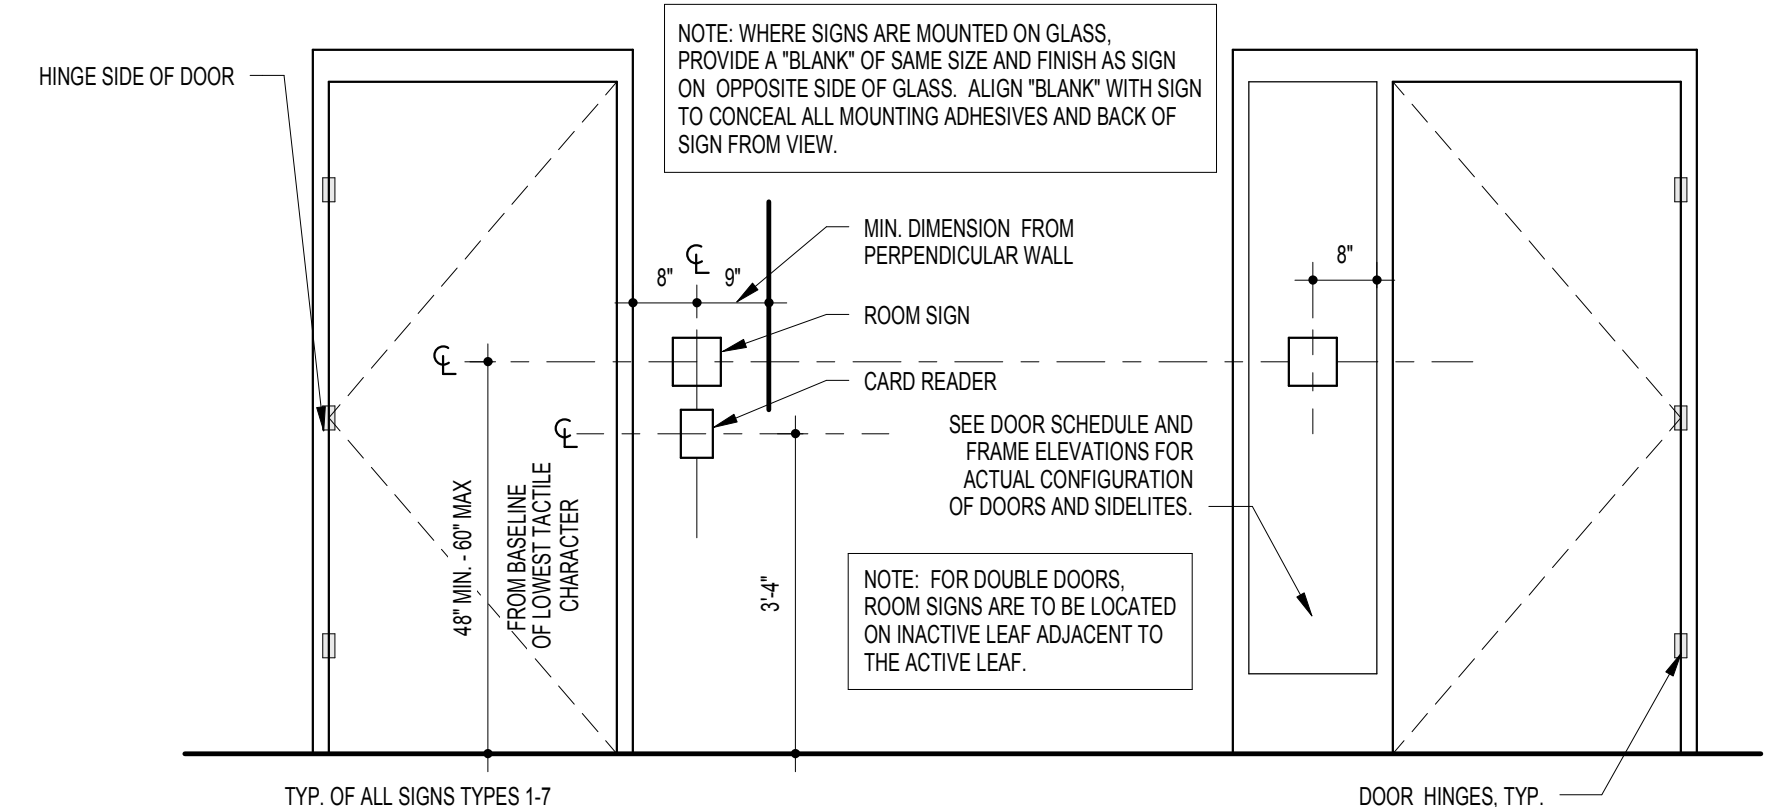 NOTE: WHERE SIGNS ARE MOUNTED ON GLASS,
PROVIDE A "BLANK" OF SAME SIZE AND FINISH AS SIGN
ON OPPOSITE SIDE OF GLASS. ALIGN "BLANK" WITH SIGN
TO CONCEAL ALL MOUNTING ADHESIVES AND BACK OF
SIGN FROM VIEW.
HINGE SIDE OF DOOR
MIN. DIMENSION FROM
PERPENDICULAR WALL
℄
8"
9"
8"
ROOM SIGN
℄
CARD READER
℄
SEE DOOR SCHEDULE AND
FRAME ELEVATIONS FOR
ACTUAL CONFIGURATION
OF DOORS AND SIDELITES.
48" MIN. - 60" MAX
FROM BASELINE
OF LOWEST TACTILE
CHARACTER
3'-4"
NOTE: FOR DOUBLE DOORS,
ROOM SIGNS ARE TO BE LOCATED
ON INACTIVE LEAF ADJACENT TO
THE ACTIVE LEAF.
TYP. OF ALL SIGNS TYPES 1-7
DOOR HINGES, TYP.